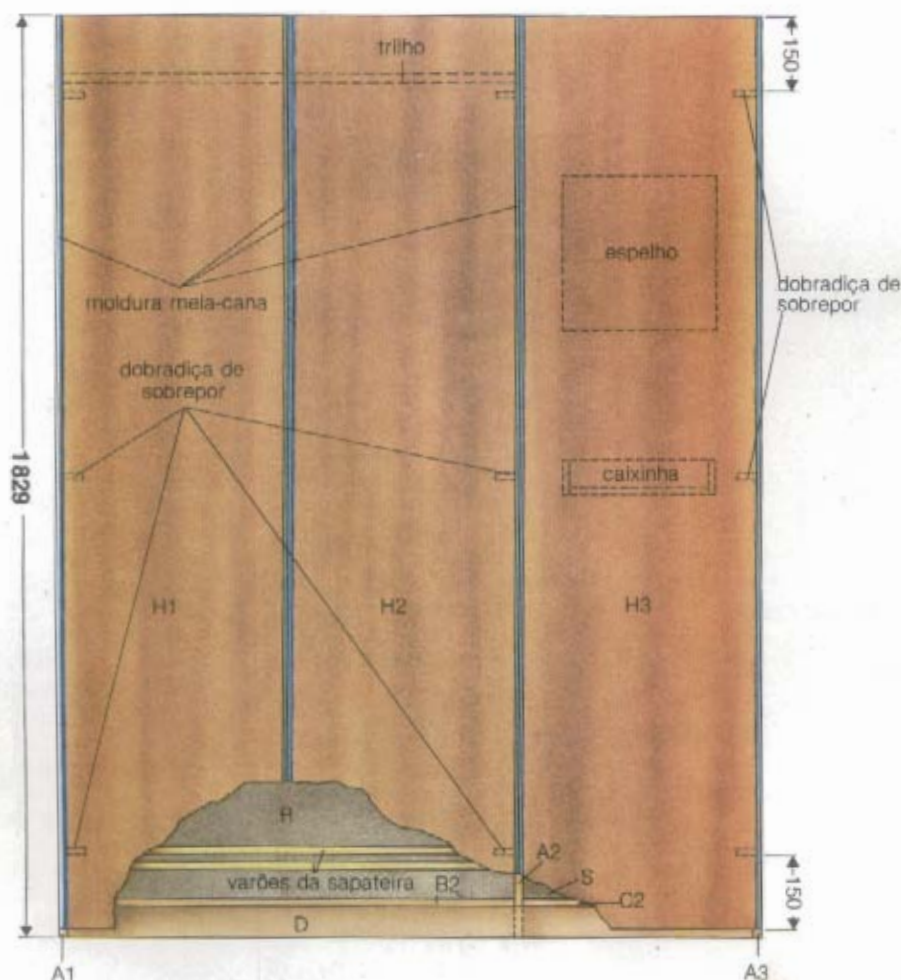 trilho
150
espelho
moldura meia-cana
dobradiça de
sobrepor
dobradiça de
sobrepor
1829
caixinha
H1
H2
H3
R
A2
varões da sapateira
B2
S
C2
D
150
A1
A3